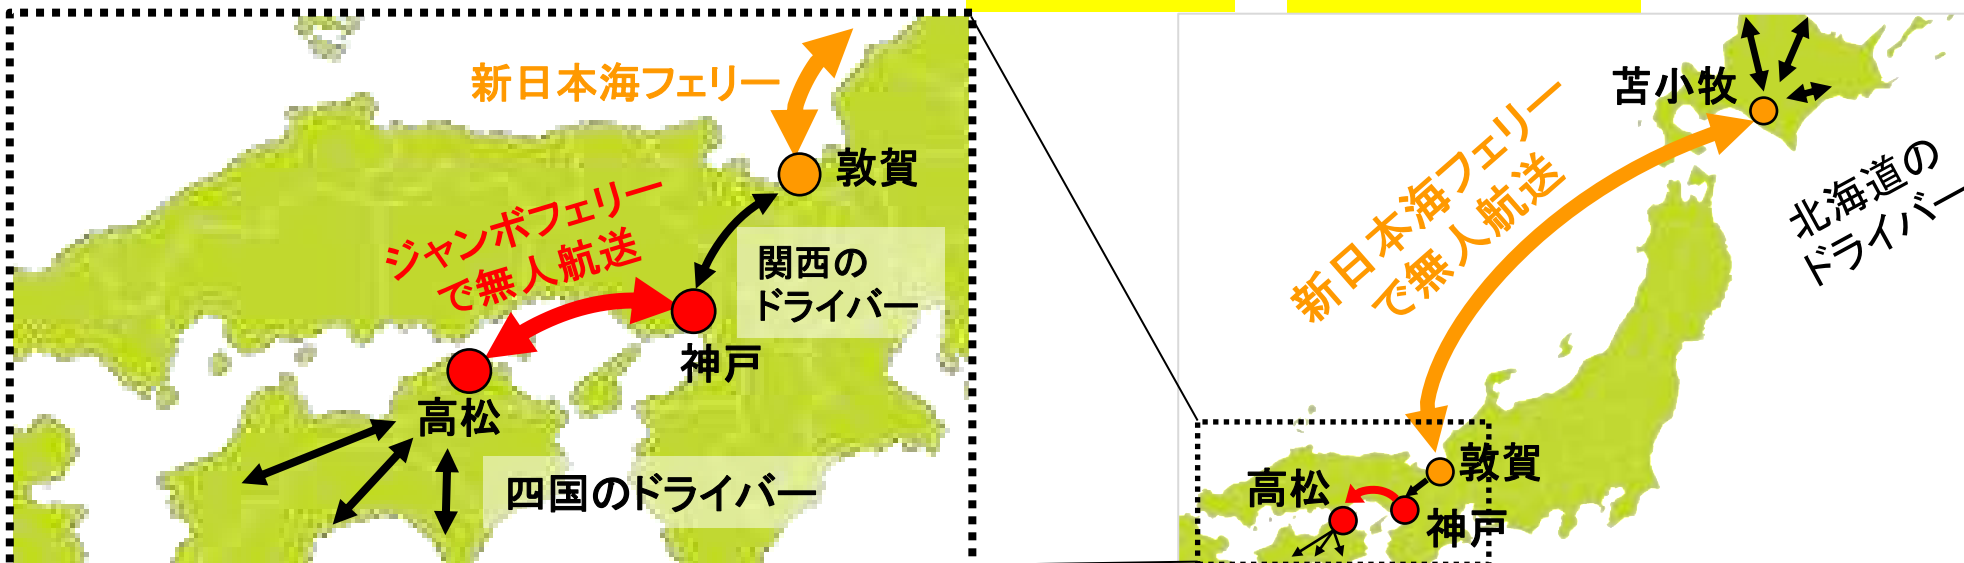 新日本海フェリー
敦賀
ジャンボフェリー
で無人航送
関西の
ドライバー
神戸
高松
四国のドライバー
苫小牧
新日本海フェリー
で無人航送
北海道の
ドライバー
敦賀
高松
神戸